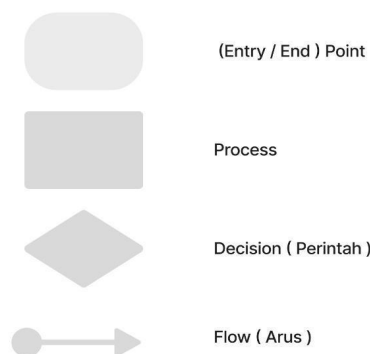 (Entry / End ) Point
Process
Decision ( Perintah )
Flow ( Arus )